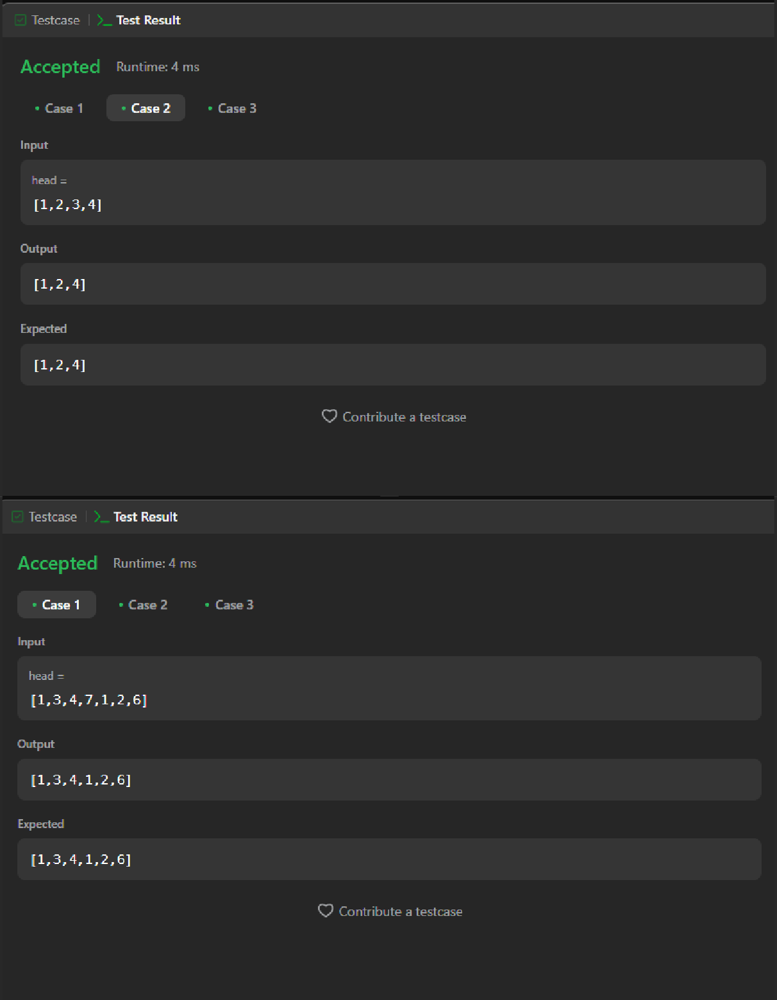 Testcase | >_ Test Result
Accepted Runtime: 4 ms
• Case 1 • Case 2 • Case 3
Input
head =
[1,2,3,4]
Output
[1,2,4]
Expected
[1,2,4]
Contribute a testcase
Testcase | >_ Test Result
Accepted Runtime: 4 ms
• Case 1 • Case 2 • Case 3
Input
head =
[1,3,4,7,1,2,6]
Output
[1,3,4,1,2,6]
Expected
[1,3,4,1,2,6]
Contribute a testcase